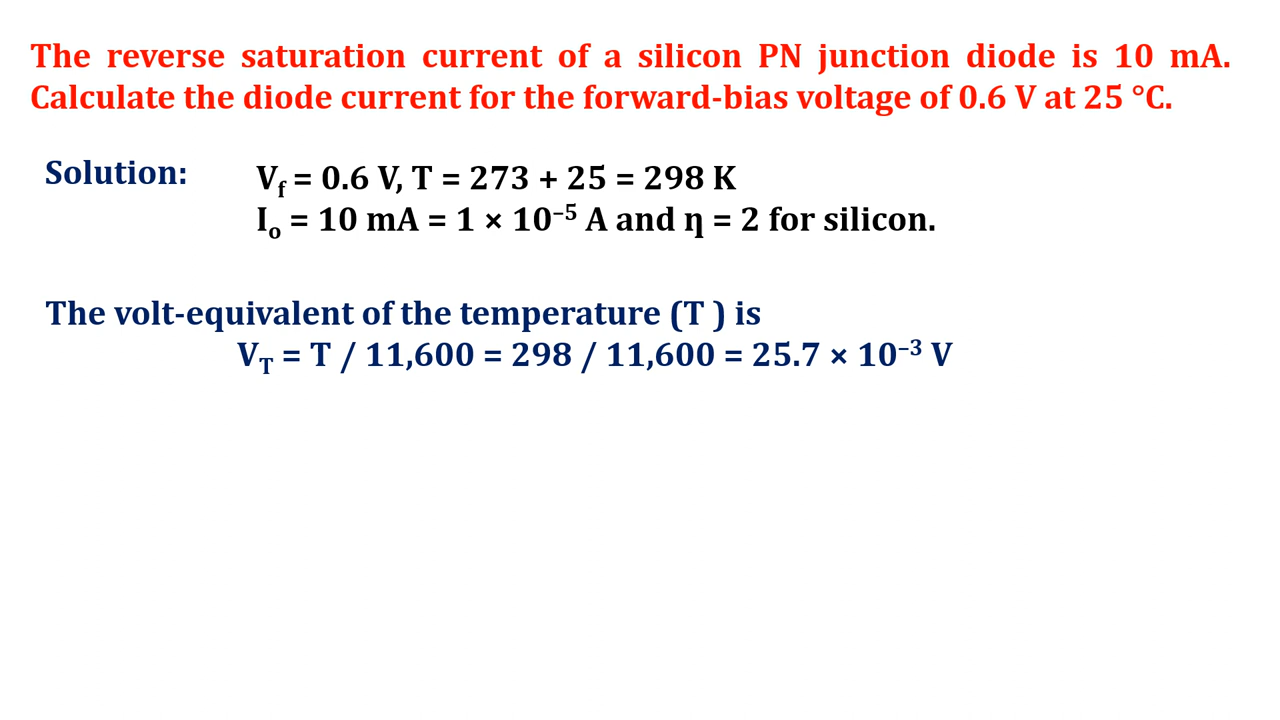 The reverse saturation current of a silicon PN junction diode is 10 mA.
Calculate the diode current for the forward-bias voltage of 0.6 V at 25 °C.
Solution:
V_f = 0.6 V, T = 273 + 25 = 298 K
I_o = 10 mA = 1 × 10⁻⁵ A and η = 2 for silicon.
The volt-equivalent of the temperature (T ) is
V_T = T / 11,600 = 298 / 11,600 = 25.7 × 10⁻³ V